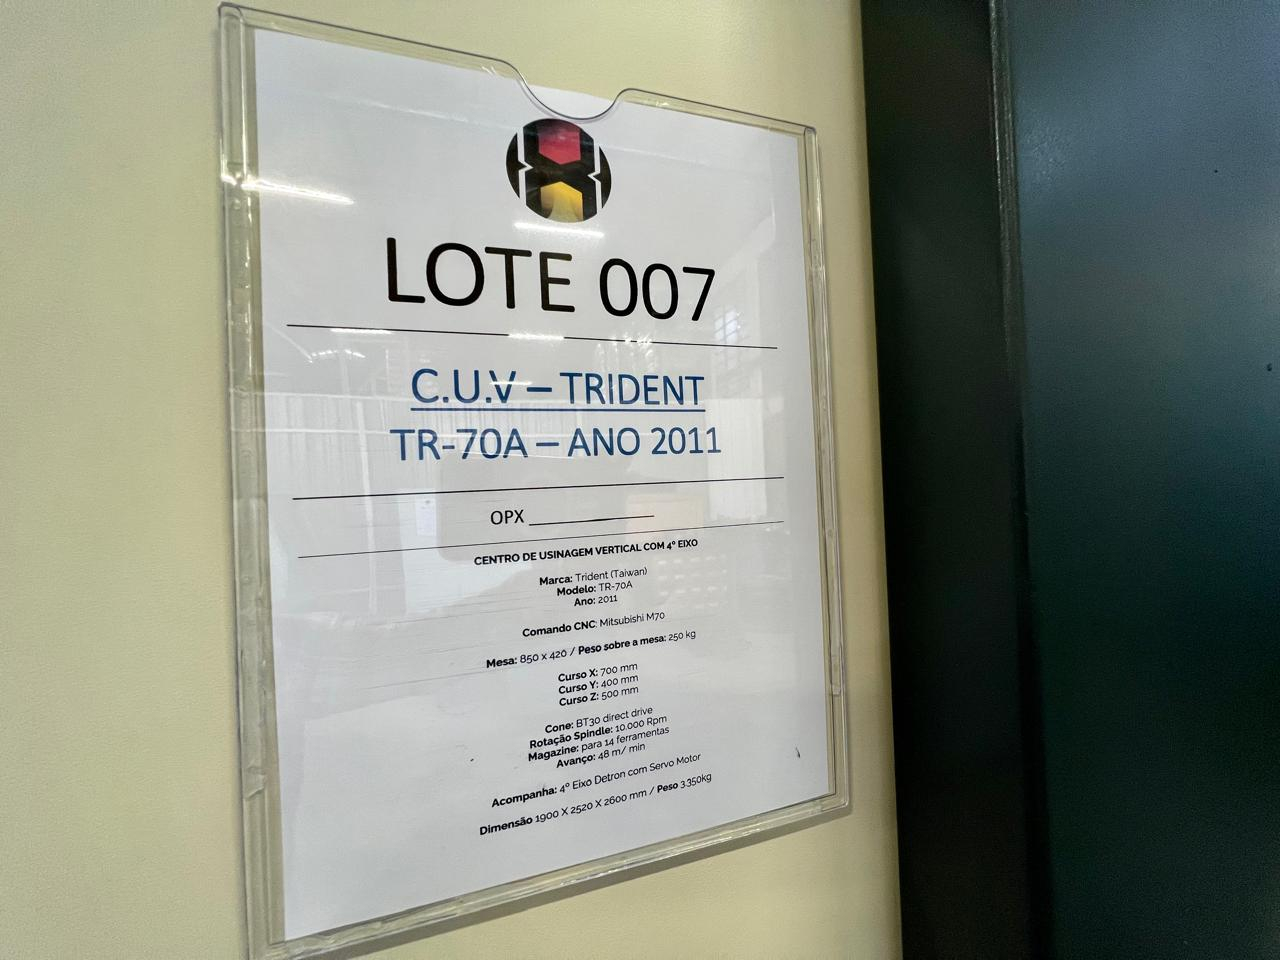 LOTE 007
C.U.V – TRIDENT
TR-70A – ANO 2011
OPX ____________
CENTRO DE USINAGEM VERTICAL COM 4º EIXO
Marca: Trident (Taiwan)
Modelo: TR-70A
Ano: 2011
Comando CNC: Mitsubishi M70
Mesa: 850 x 420 / Peso sobre a mesa: 250 kg
Curso X: 700 mm
Curso Y: 400 mm
Curso Z: 500 mm
Cone: BT30 direct drive
Rotação Spindle: 10.000 Rpm
Magazine: para 14 ferramentas
Avanço: 48 m/ min
Acompanha: 4º Eixo Detron com Servo Motor
Dimensão 1900 X 2520 X 2600 mm / Peso 3.350kg